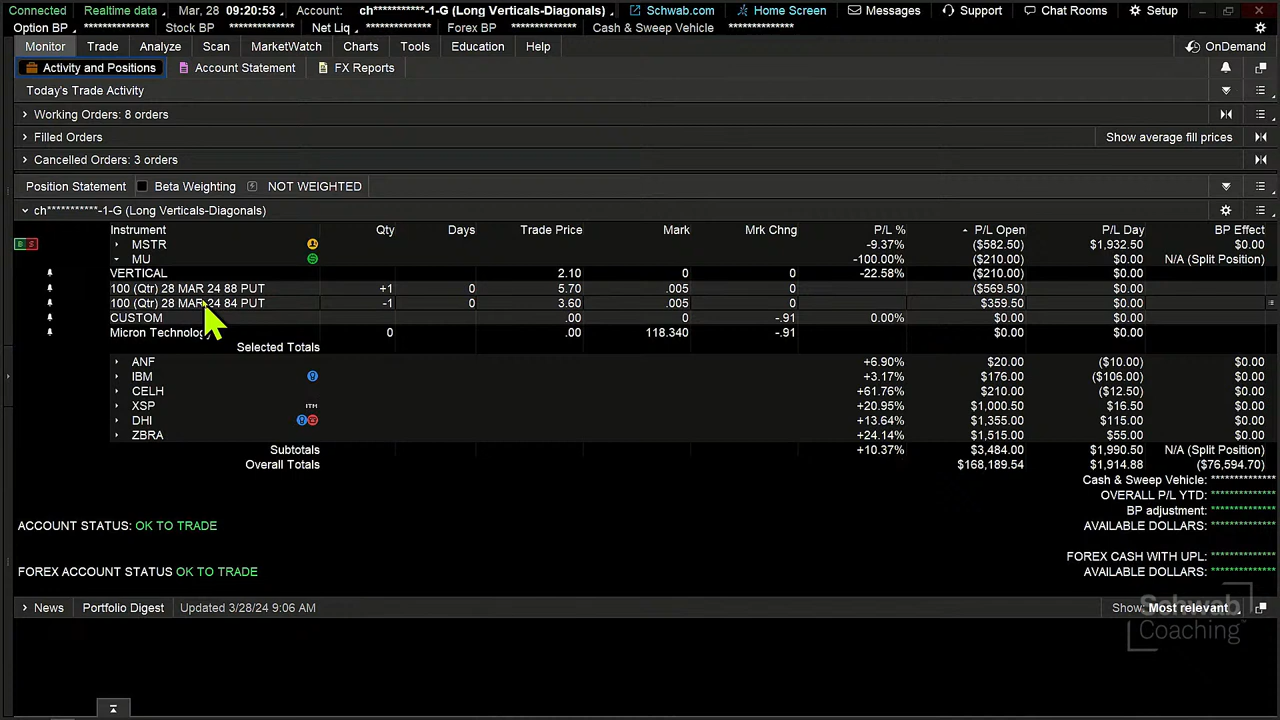 Connected Realtime data Mar, 28 09:20:53 Account: ch**********-1-G (Long Verticals-Diagonals) Schwab.com Home Screen Messages Support Chat Rooms Setup
Option BP ************** Stock BP ************** Net Liq ************** Forex BP ************** Cash & Sweep Vehicle **************
Monitor Trade Analyze Scan MarketWatch Charts Tools Education Help OnDemand
Activity and Positions Account Statement FX Reports
Today's Trade Activity
Working Orders: 8 orders
Filled Orders Show average fill prices
Cancelled Orders: 3 orders
Position Statement Beta Weighting NOT WEIGHTED
ch**********-1-G (Long Verticals-Diagonals)
Instrument Qty Days Trade Price Mark Mrk Chng P/L % P/L Open P/L Day BP Effect
B S MSTR -9.37% ($582.50) $1,932.50 $0.00
MU -100.00% ($210.00) $0.00 N/A (Split Position)
VERTICAL 2.10 0 0 -22.58% ($210.00) $0.00
100 (Qtr) 28 MAR 24 88 PUT +1 0 5.70 .005 0 ($569.50) $0.00
100 (Qtr) 28 MAR 24 84 PUT -1 0 3.60 .005 0 $359.50 $0.00
CUSTOM .00 0 -.91 0.00% $0.00 $0.00
Micron Technology 0 .00 118.340 -.91 $0.00 $0.00
Selected Totals
ANF +6.90% $20.00 ($10.00) $0.00
IBM +3.17% $176.00 ($106.00) $0.00
CELH +61.76% $210.00 ($12.50) $0.00
XSP ITM +20.95% $1,000.50 $16.50 $0.00
DHI +13.64% $1,355.00 $115.00 $0.00
ZBRA +24.14% $1,515.00 $55.00 $0.00
Subtotals +10.37% $3,484.00 $1,990.50 N/A (Split Position)
Overall Totals $168,189.54 $1,914.88 ($76,594.70)
Cash & Sweep Vehicle: **************
OVERALL P/L YTD: **************
BP adjustment: **************
ACCOUNT STATUS: OK TO TRADE AVAILABLE DOLLARS: **************
FOREX CASH WITH UPL: **************
FOREX ACCOUNT STATUS OK TO TRADE AVAILABLE DOLLARS: **************
News Portfolio Digest Updated 3/28/24 9:06 AM Show: Most relevant
Schwab
Coaching